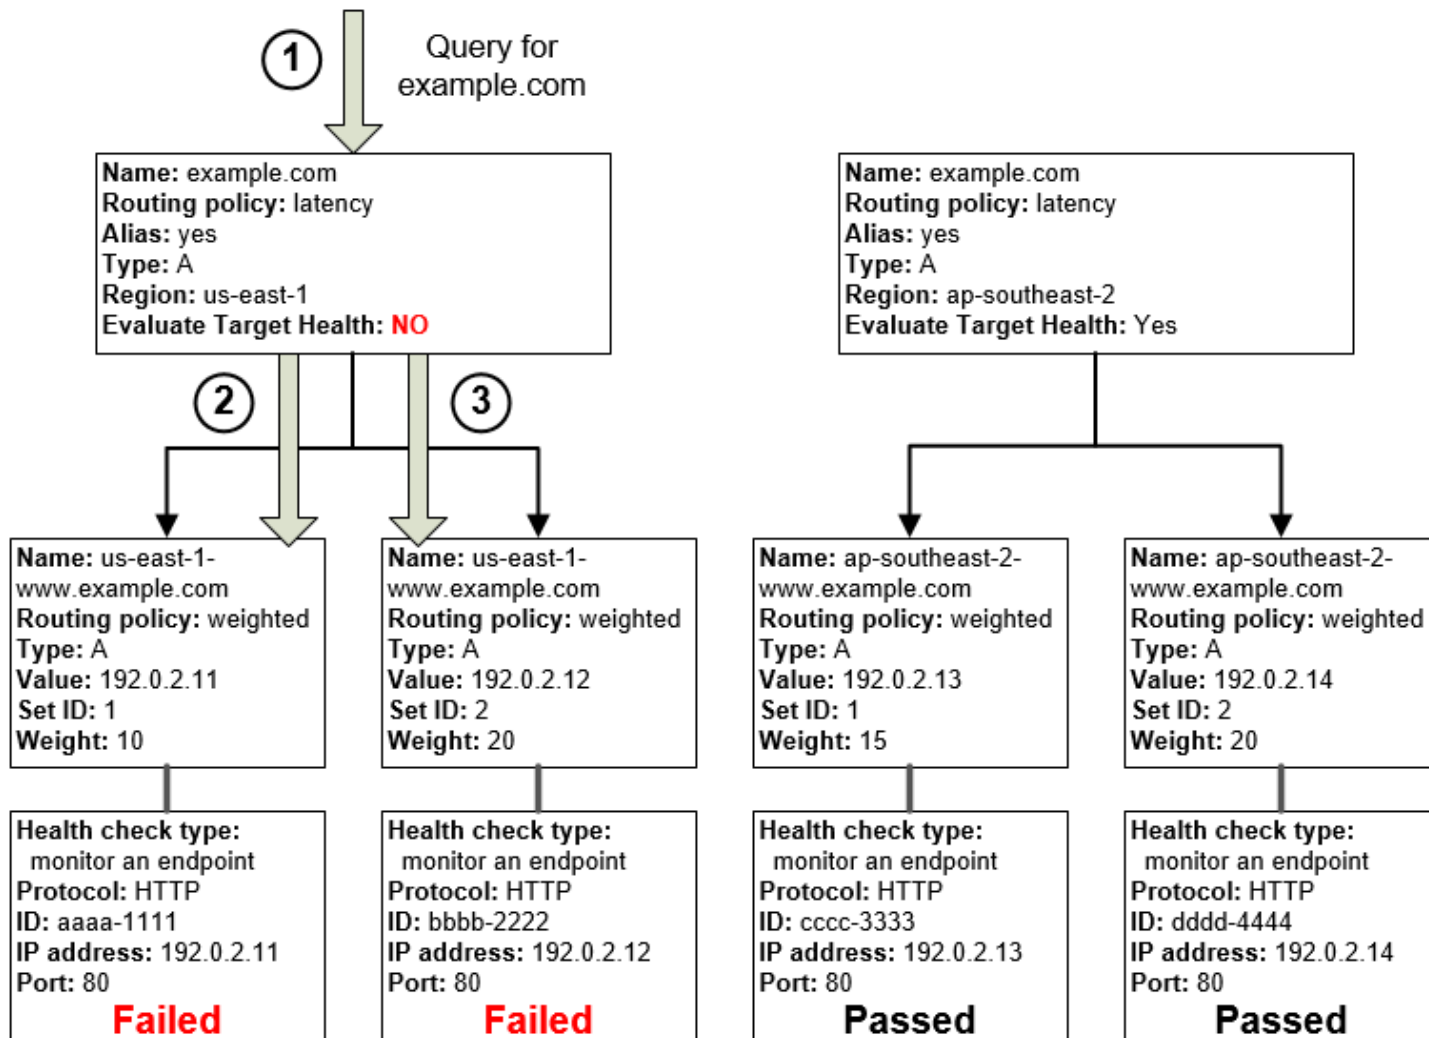 1
Query for
example.com
Name: example.com
Routing policy: latency
Alias: yes
Type: A
Region: us-east-1
Evaluate Target Health: NO
Name: example.com
Routing policy: latency
Alias: yes
Type: A
Region: ap-southeast-2
Evaluate Target Health: Yes
2
3
Name: us-east-1-
www.example.com
Routing policy: weighted
Type: A
Value: 192.0.2.11
Set ID: 1
Weight: 10
Name: us-east-1-
www.example.com
Routing policy: weighted
Type: A
Value: 192.0.2.12
Set ID: 2
Weight: 20
Name: ap-southeast-2-
www.example.com
Routing policy: weighted
Type: A
Value: 192.0.2.13
Set ID: 1
Weight: 15
Name: ap-southeast-2-
www.example.com
Routing policy: weighted
Type: A
Value: 192.0.2.14
Set ID: 2
Weight: 20
Health check type:
monitor an endpoint
Protocol: HTTP
ID: aaaa-1111
IP address: 192.0.2.11
Port: 80
Failed
Health check type:
monitor an endpoint
Protocol: HTTP
ID: bbbb-2222
IP address: 192.0.2.12
Port: 80
Failed
Health check type:
monitor an endpoint
Protocol: HTTP
ID: cccc-3333
IP address: 192.0.2.13
Port: 80
Passed
Health check type:
monitor an endpoint
Protocol: HTTP
ID: dddd-4444
IP address: 192.0.2.14
Port: 80
Passed